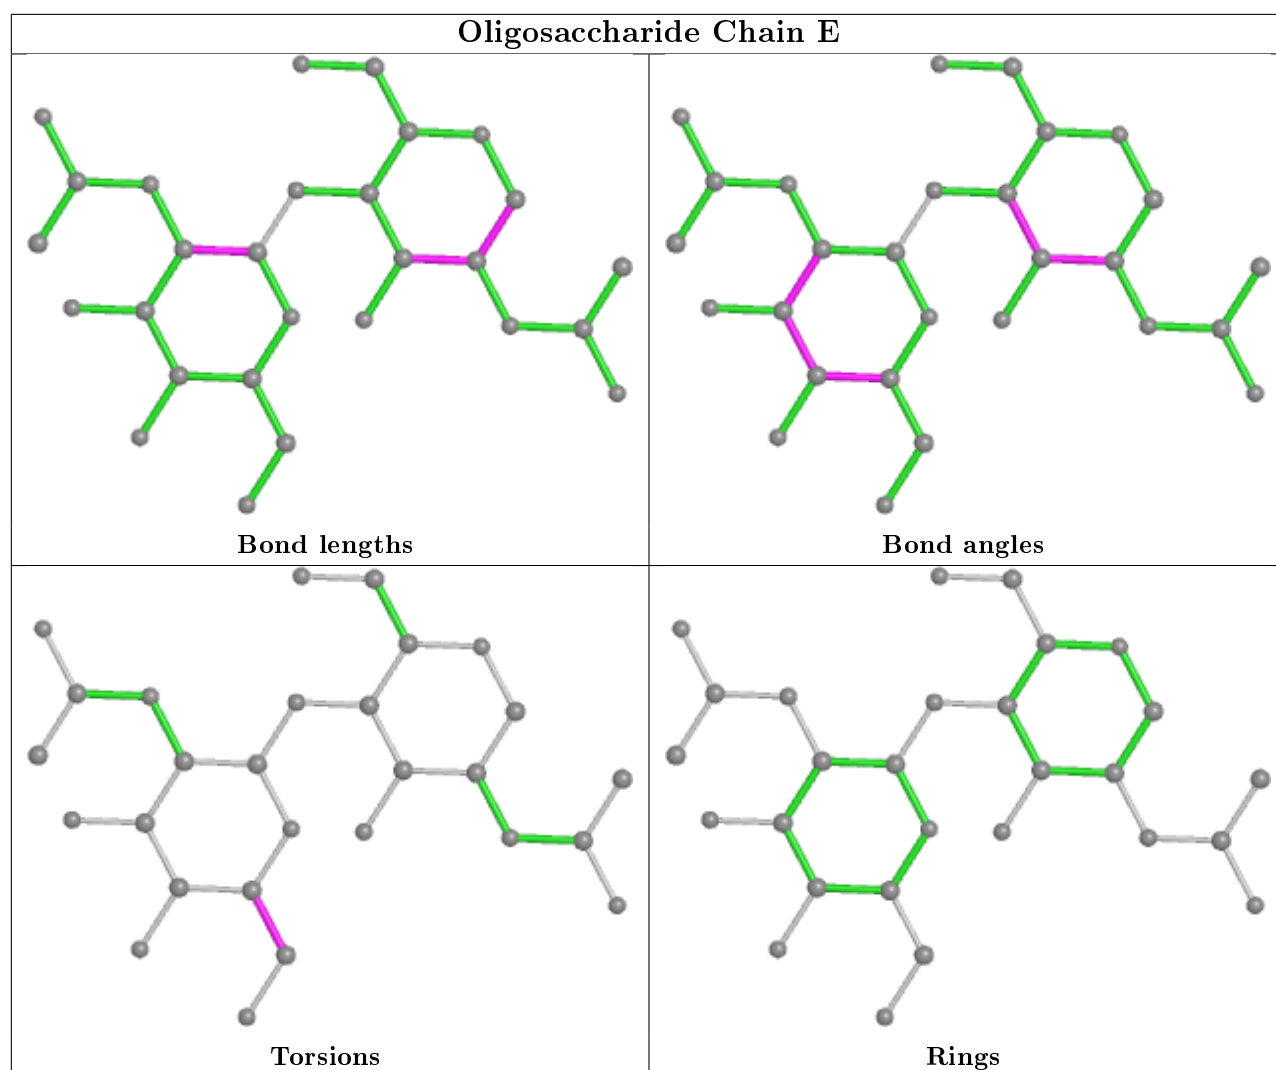 Oligosaccharide Chain E
Bond lengths
Bond angles
Torsions
Rings